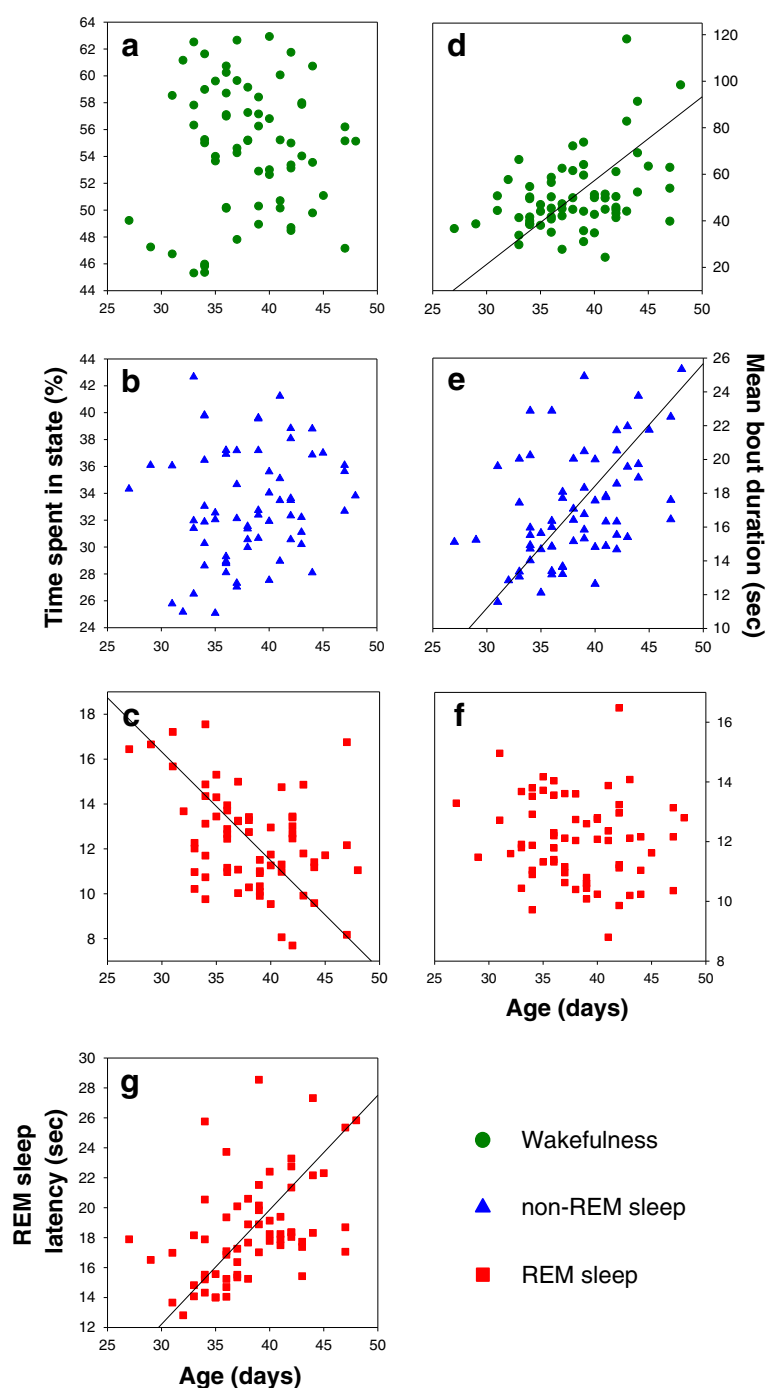 a
64
62
60
58
56
54
52
50
48
46
44
25 30 35 40 45 50
d
120
100
80
60
40
20
25 30 35 40 45 50
Time spent in state (%)
b
44
42
40
38
36
34
32
30
28
26
24
25 30 35 40 45 50
e
26
24
22
20
18
16
14
12
10
25 30 35 40 45 50
Mean bout duration (sec)
c
18
16
14
12
10
8
25 30 35 40 45 50
f
16
14
12
10
8
25 30 35 40 45 50
Age (days)
g
30
28
26
24
22
20
18
16
14
12
25 30 35 40 45 50
REM sleep
latency (sec)
Age (days)
Wakefulness
non-REM sleep
REM sleep